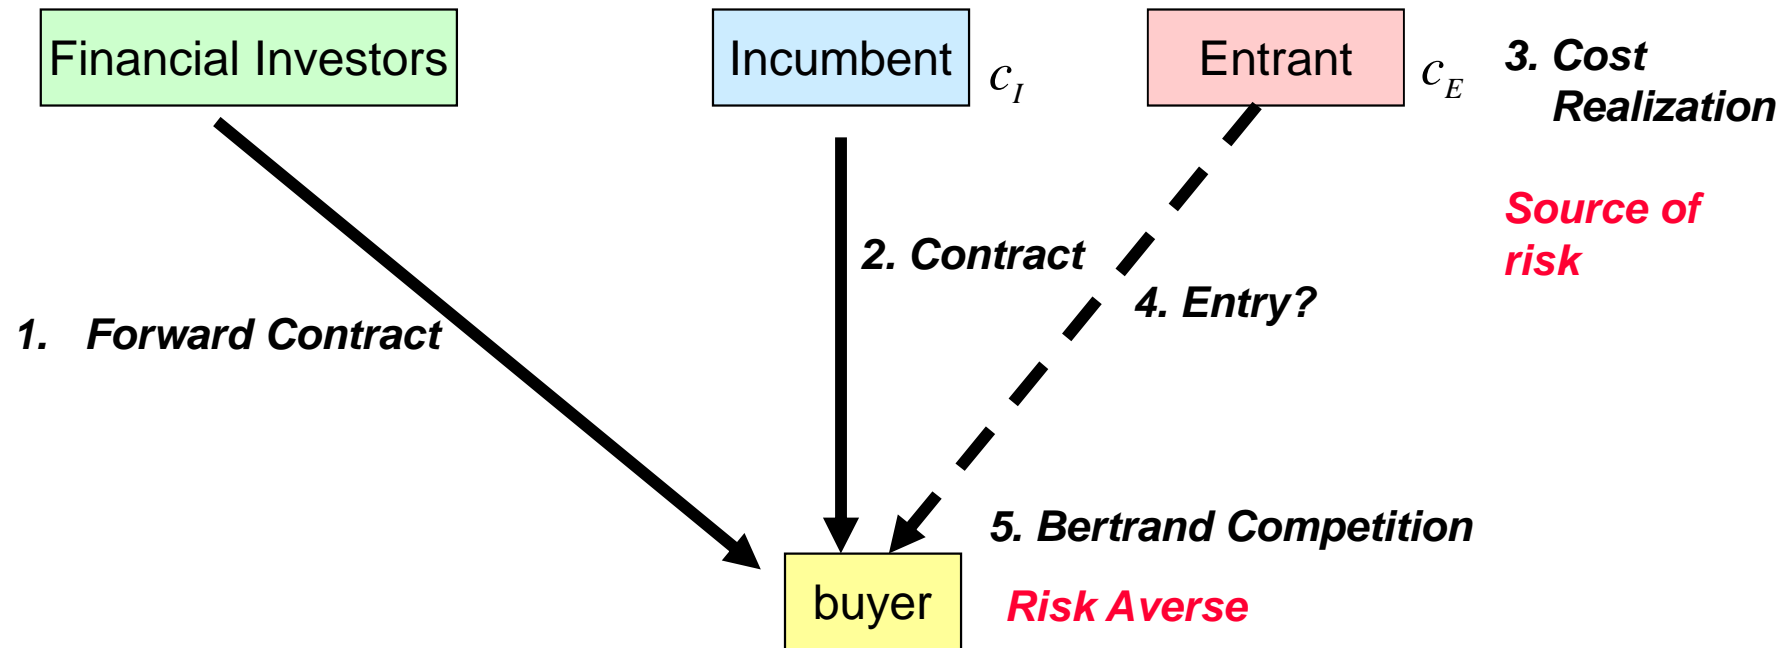 Financial Investors
Incumbent
c_I
Entrant
c_E
3. Cost
Realization
Source of
risk
2. Contract
4. Entry?
1. Forward Contract
5. Bertrand Competition
buyer
Risk Averse